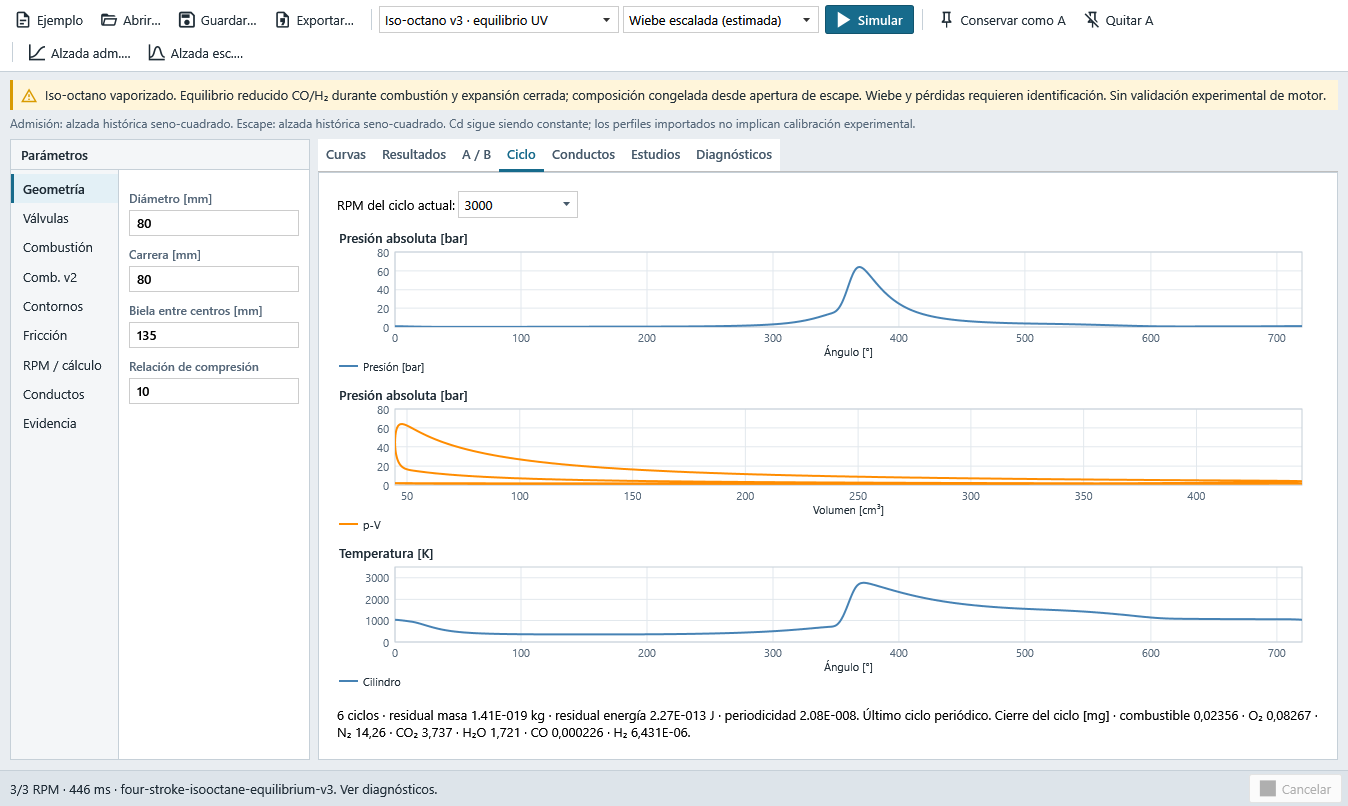 Ejemplo Abrir... Guardar... Exportar... Iso-octano v3 · equilibrio UV Wiebe escalada (estimada) Simular Conservar como A Quitar A
Alzada adm.... Alzada esc....
Iso-octano vaporizado. Equilibrio reducido CO/H₂ durante combustión y expansión cerrada; composición congelada desde apertura de escape. Wiebe y pérdidas requieren identificación. Sin validación experimental de motor.
Admisión: alzada histórica seno-cuadrado. Escape: alzada histórica seno-cuadrado. Cd sigue siendo constante; los perfiles importados no implican calibración experimental.
Parámetros
Geometría
Válvulas
Combustión
Comb. v2
Contornos
Fricción
RPM / cálculo
Conductos
Evidencia
Diámetro [mm]
80
Carrera [mm]
80
Biela entre centros [mm]
135
Relación de compresión
10
Curvas Resultados A / B Ciclo Conductos Estudios Diagnósticos
RPM del ciclo actual: 3000
Presión absoluta [bar]
80
60
40
20
0
0 100 200 300 400 500 600 700
Ángulo [°]
Presión [bar]
Presión absoluta [bar]
80
60
40
20
0
50 100 150 200 250 300 350 400
Volumen [cm³]
p-V
Temperatura [K]
3000
2000
1000
0
0 100 200 300 400 500 600 700
Ángulo [°]
Cilindro
6 ciclos · residual masa 1.41E-019 kg · residual energía 2.27E-013 J · periodicidad 2.08E-008. Último ciclo periódico. Cierre del ciclo [mg] · combustible 0,02356 · O₂ 0,08267 ·
N₂ 14,26 · CO₂ 3,737 · H₂O 1,721 · CO 0,000226 · H₂ 6,431E-06.
3/3 RPM · 446 ms · four-stroke-isooctane-equilibrium-v3. Ver diagnósticos.
Cancelar